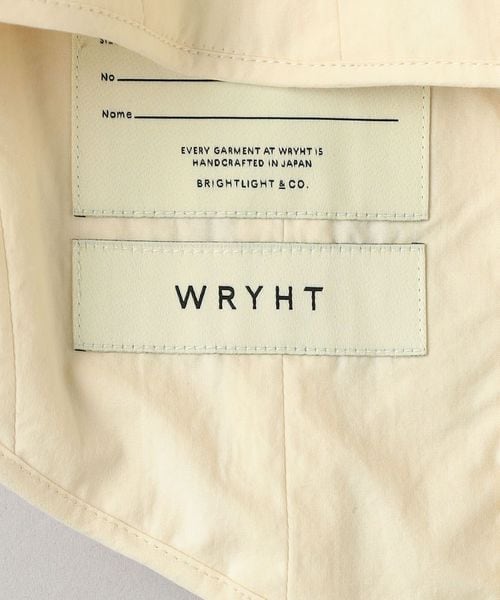 No
Name
EVERY GARMENT AT WRYHT IS
HANDCRAFTED IN JAPAN
BRIGHTLIGHT & CO.
WRYHT